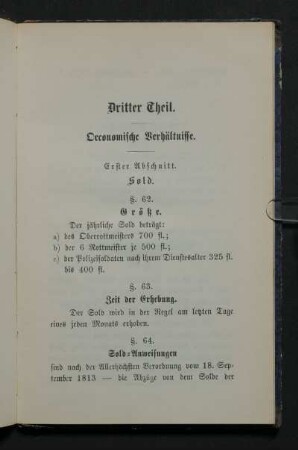 Dritter Theil.
Oeconomische Verhältnisse.
Erster Abschnitt.
Sold.
§. 62.
Größe.
Der jährliche Sold beträgt:
a) des Oberrottmeisters 700 fl.;
b) der 6 Rottmeister je 500 fl.;
c) der Polizeisoldaten nach ihrem Dienstesalter 325 fl.
bis 400 fl.
§. 63.
Zeit der Erhebung.
Der Sold wird in der Regel am letzten Tage
eines jeden Monats erhoben.
§. 64.
Sold-Anweisungen
sind nach der Allerhöchsten Verordnung vom 18. Sep-
tember 1813 — die Abzüge von dem Solde der